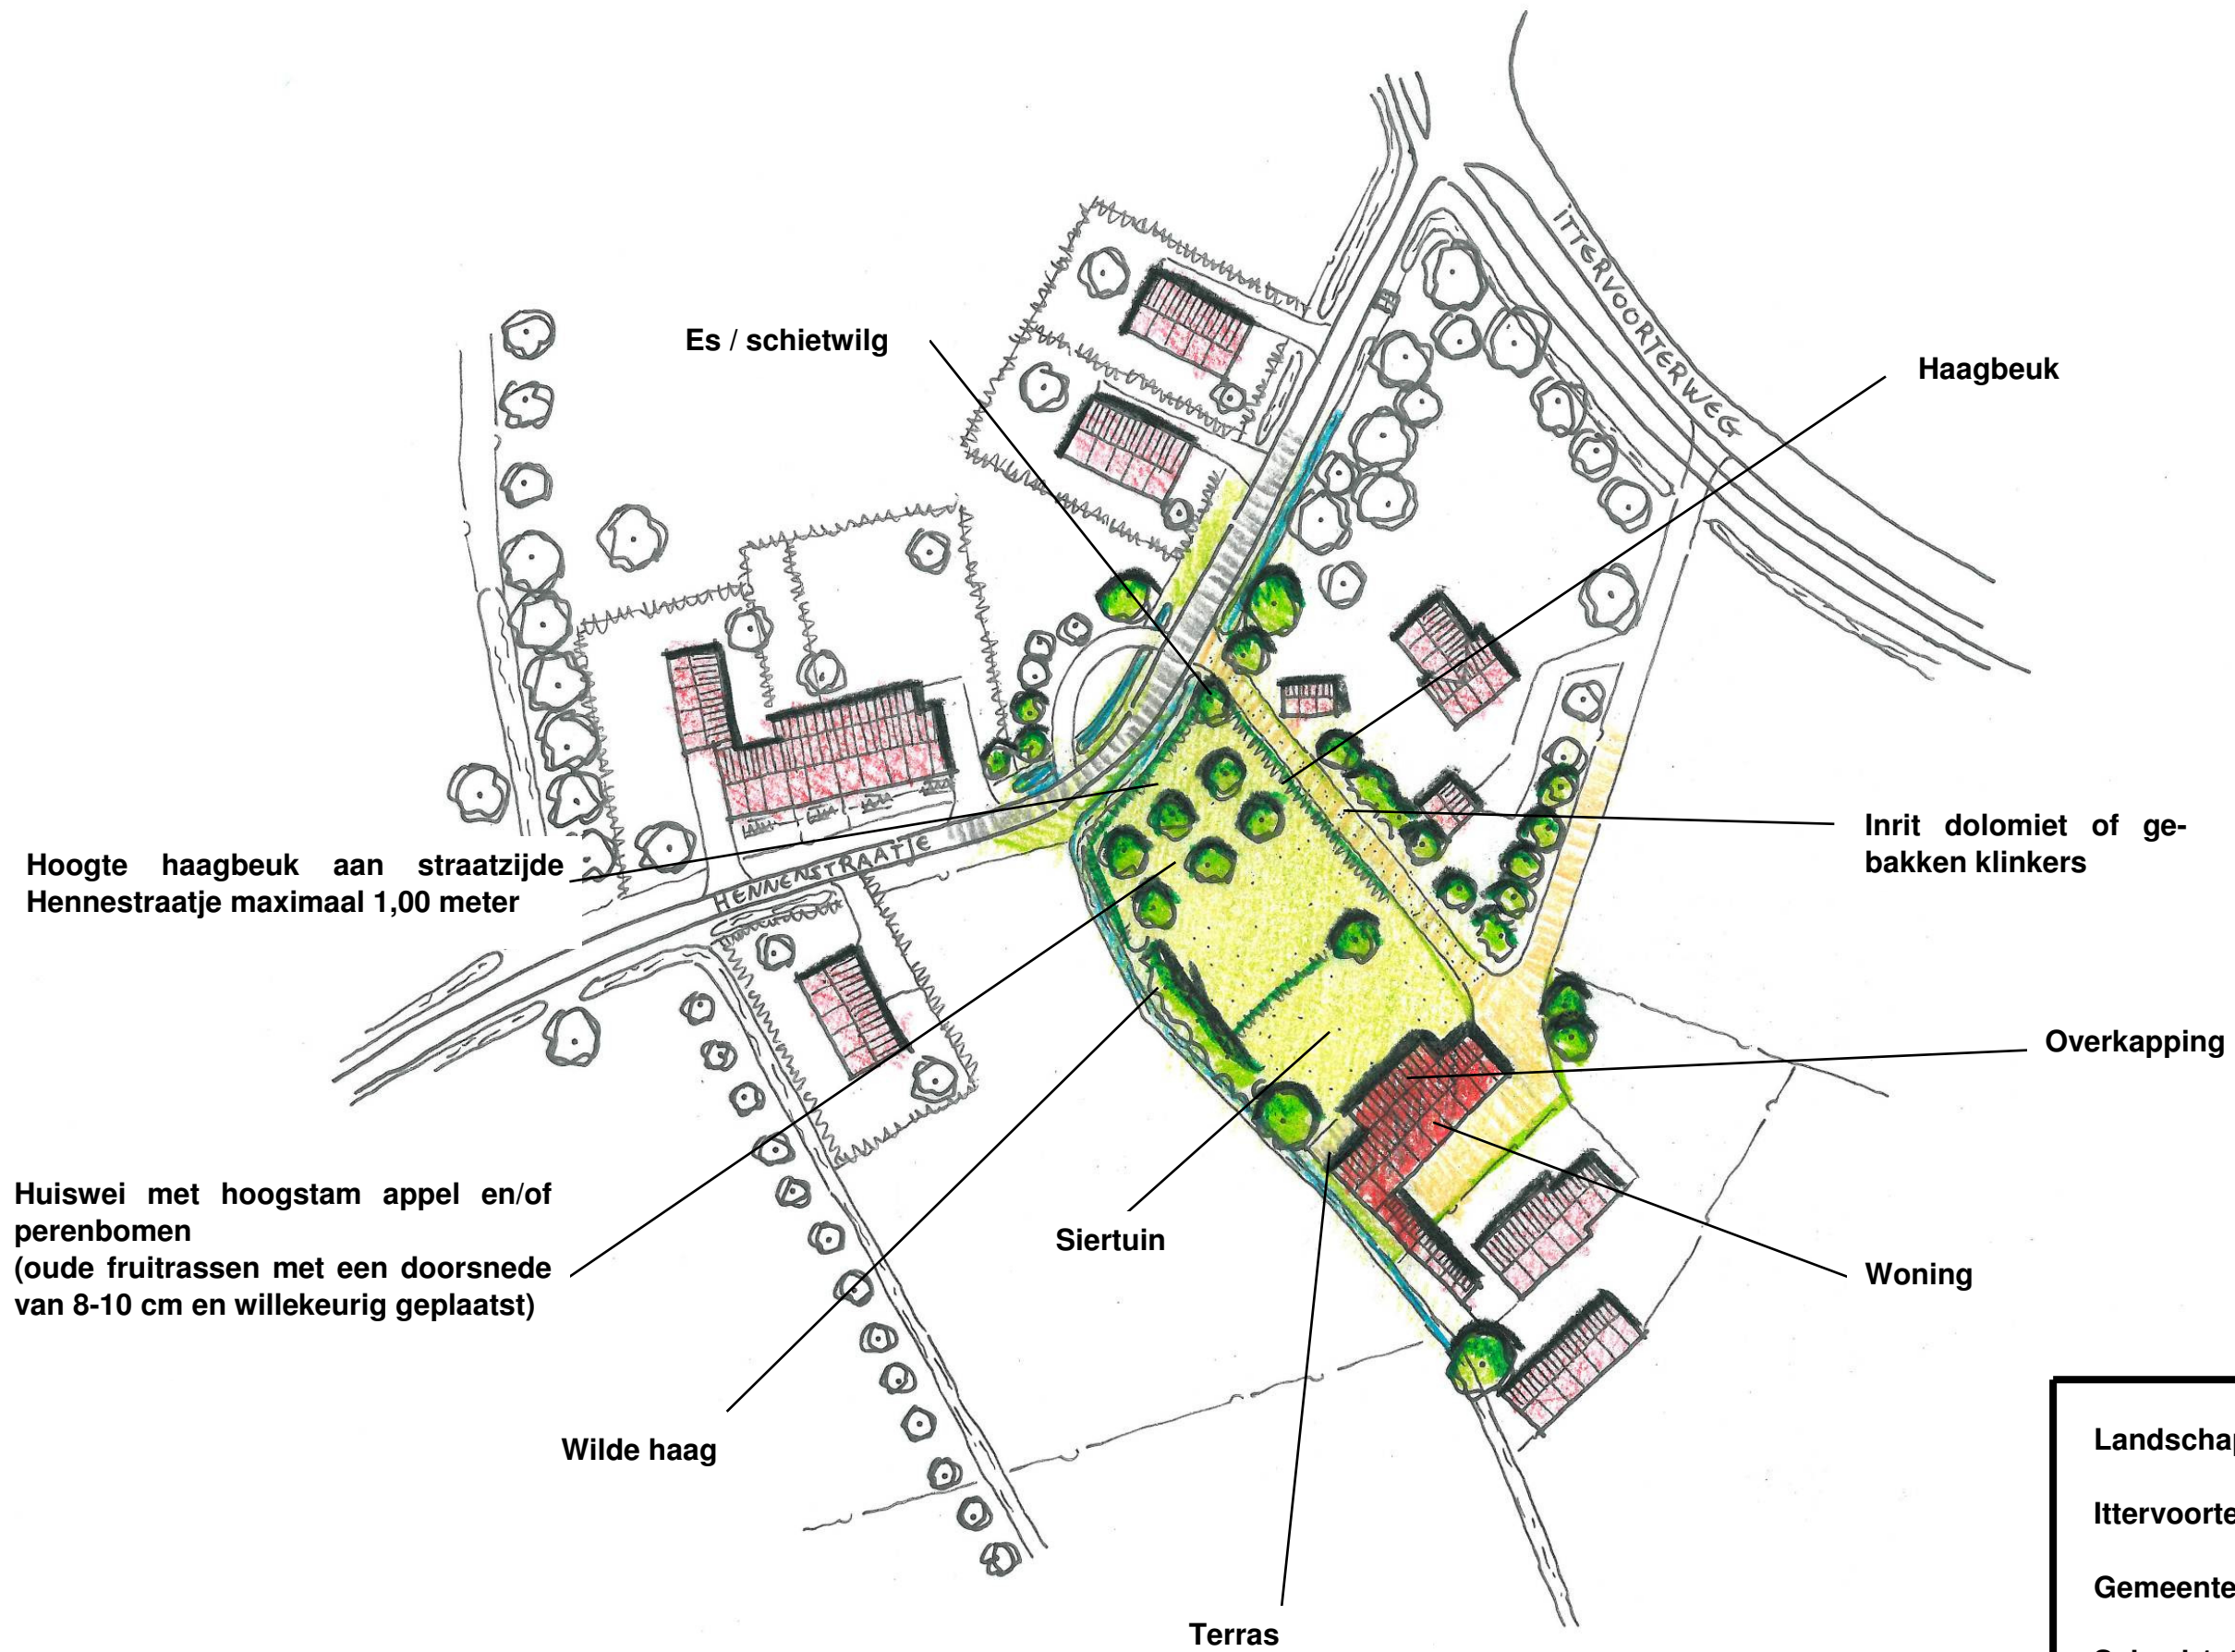 ITTERVOORTERWEG
Es / schietwilg
Haagbeuk
Hoogte haagbeuk aan straatzijde
Hennestraatje maximaal 1,00 meter
HENNENSTRAATJE
Inrit dolomiet of ge-
bakken klinkers
Overkapping
Huiswei met hoogstam appel en/of
perenbomen
(oude fruitrassen met een doorsnede
van 8-10 cm en willekeurig geplaatst)
Siertuin
Woning
Wilde haag
Terras
Gemeente